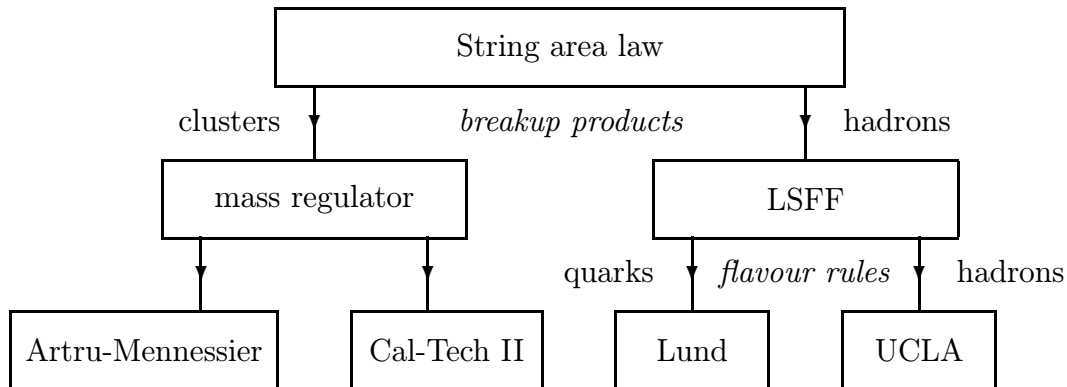 String area law
clusters breakup products hadrons
mass regulator LSFF
quarks flavour rules hadrons
Artru-Mennessier Cal-Tech II Lund UCLA